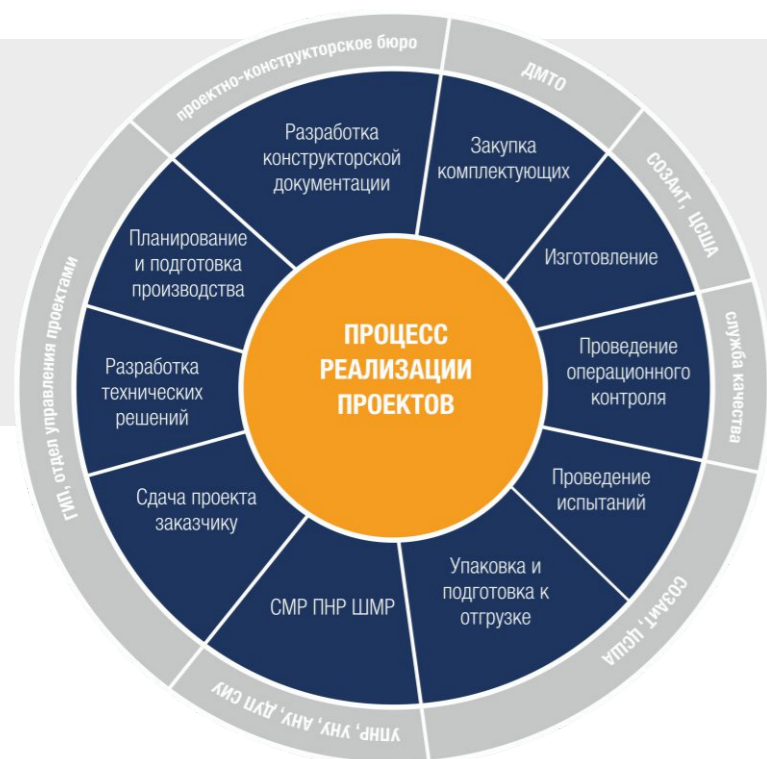 проектно-конструкторское бюро
ДМТО
СОЗАиТ, ЦСША
служба качества
СОЗАиТ, ЦСША
УПНР, УНУ, АНУ, ДУП СИУ
ГИП, отдел управления проектами
Разработка
конструкторской
документации
Закупка
комплектующих
Изготовление
Проведение
операционного
контроля
Проведение
испытаний
Упаковка и
подготовка к
отгрузке
СМР ПНР ШМР
Сдача проекта
заказчику
Разработка
технических
решений
Планирование
и подготовка
производства
ПРОЦЕСС
РЕАЛИЗАЦИИ
ПРОЕКТОВ